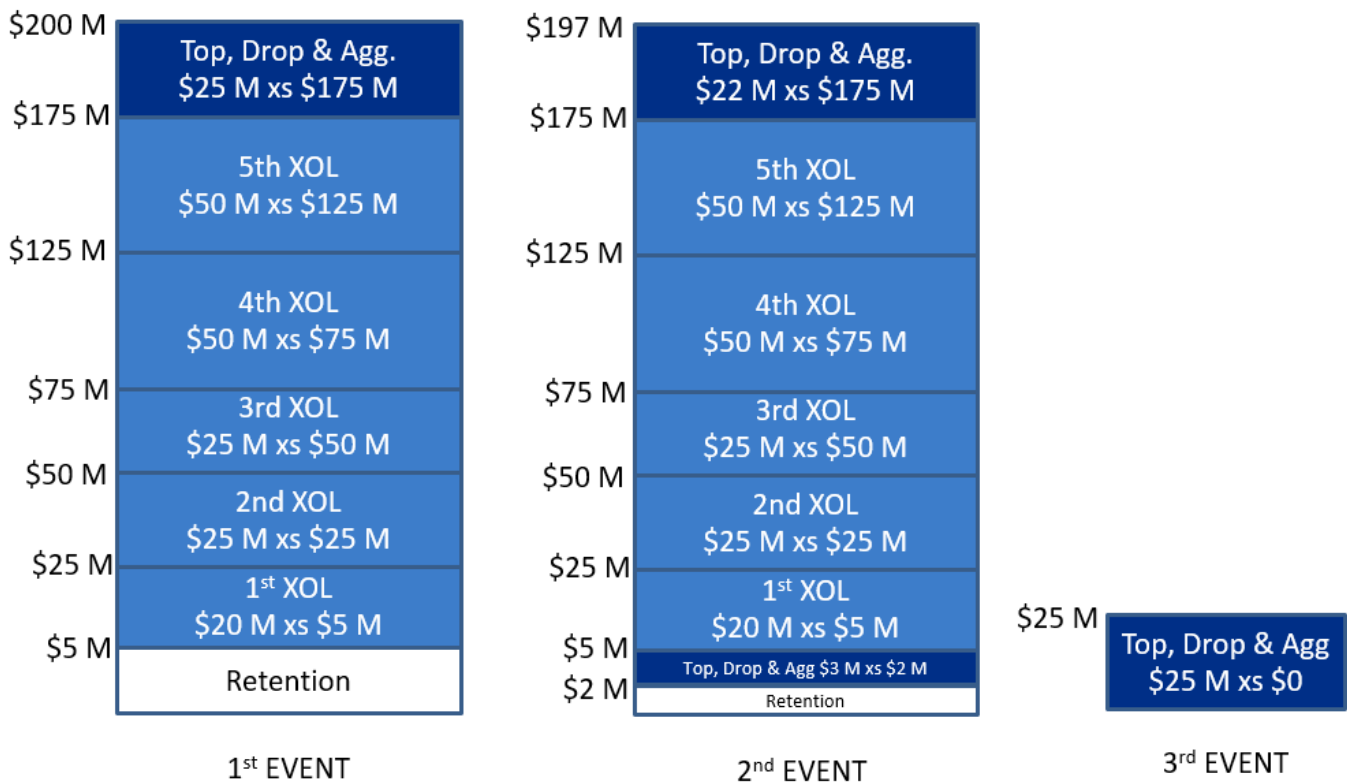 $200 M
Top, Drop & Agg.
$25 M xs $175 M
$175 M
5th XOL
$50 M xs $125 M
$125 M
4th XOL
$50 M xs $75 M
$75 M
3rd XOL
$25 M xs $50 M
$50 M
2nd XOL
$25 M xs $25 M
$25 M
1st XOL
$20 M xs $5 M
$5 M
Retention
1st EVENT
$197 M
Top, Drop & Agg.
$22 M xs $175 M
$175 M
5th XOL
$50 M xs $125 M
$125 M
4th XOL
$50 M xs $75 M
$75 M
3rd XOL
$25 M xs $50 M
$50 M
2nd XOL
$25 M xs $25 M
$25 M
1st XOL
$20 M xs $5 M
$5 M
Top, Drop & Agg $3 M xs $2 M
$2 M
Retention
2nd EVENT
$25 M
Top, Drop & Agg
$25 M xs $0
3rd EVENT